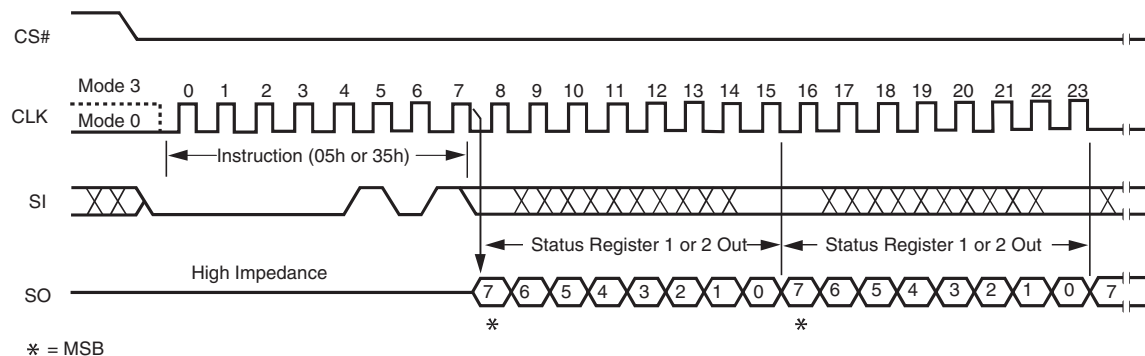 CS#
Mode 3
0 1 2 3 4 5 6 7 8 9 10 11 12 13 14 15 16 17 18 19 20 21 22 23
CLK
Mode 0
Instruction (05h or 35h)
SI
Status Register 1 or 2 Out
Status Register 1 or 2 Out
High Impedance
SO
7 6 5 4 3 2 1 0 7 6 5 4 3 2 1 0 7
* *
* = MSB